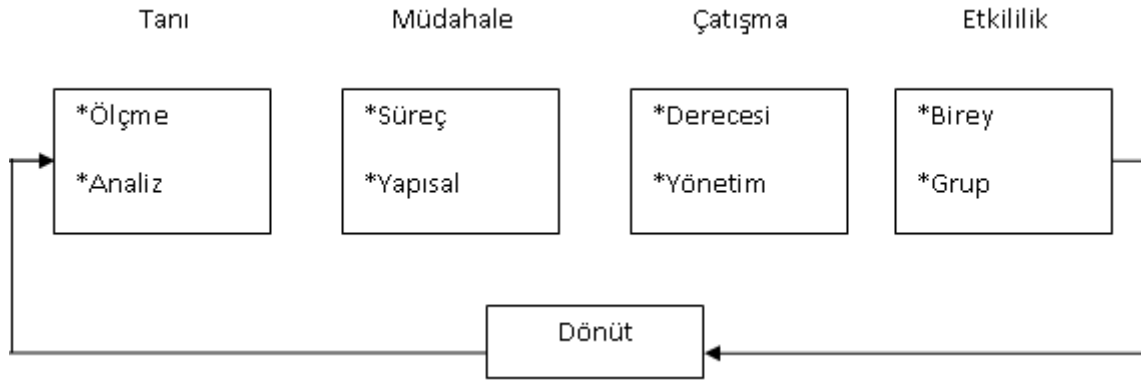 Tanı Müdahale Çatışma Etkililik
*Ölçme *Süreç *Derecesi *Birey
*Analiz *Yapısal *Yönetim *Grup
Dönüt